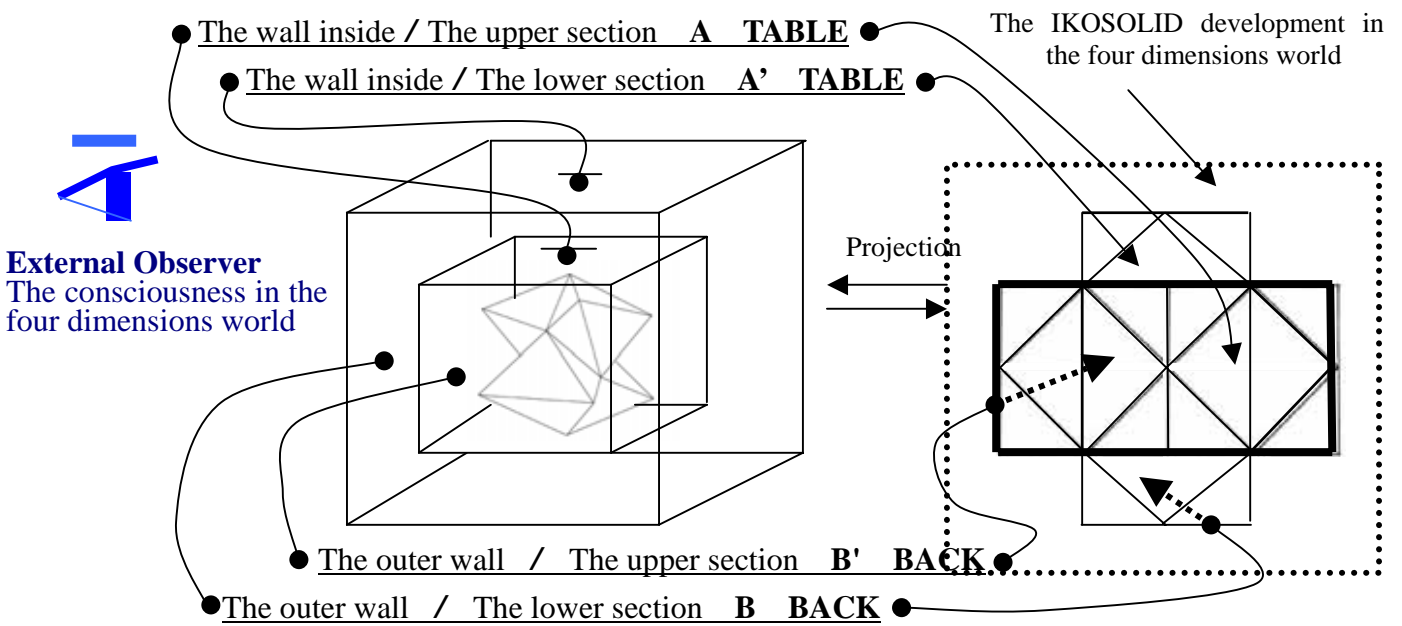 The wall inside / The upper section A TABLE
The wall inside / The lower section A’ TABLE
The IKOSOLID development in
the four dimensions world
External Observer
The consciousness in the
four dimensions world
Projection
The outer wall / The upper section B' BACK
The outer wall / The lower section B BACK